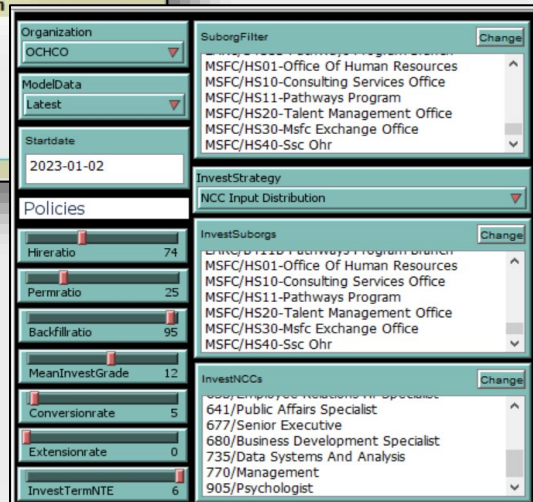 n
Organization
OCHCO
ModelData
Latest
Startdate
2023-01-02
Policies
Hireratio 74
Permratio 25
Backfillratio 95
MeanInvestGrade 12
Conversionrate 5
Extensionrate 0
InvestTermNTE 6
SuborgFilter Change
MSFC/HS01-Office Of Human Resources
MSFC/HS10-Consulting Services Office
MSFC/HS11-Pathways Program
MSFC/HS20-Talent Management Office
MSFC/HS30-Msfc Exchange Office
MSFC/HS40-Ssc Ohr
InvestStrategy
NCC Input Distribution
InvestSuborgs Change
MSFC/HS01-Office Of Human Resources
MSFC/HS10-Consulting Services Office
MSFC/HS11-Pathways Program
MSFC/HS20-Talent Management Office
MSFC/HS30-Msfc Exchange Office
MSFC/HS40-Ssc Ohr
InvestNCCs Change
641/Public Affairs Specialist
677/Senior Executive
680/Business Development Specialist
735/Data Systems And Analysis
770/Management
905/Psychologist